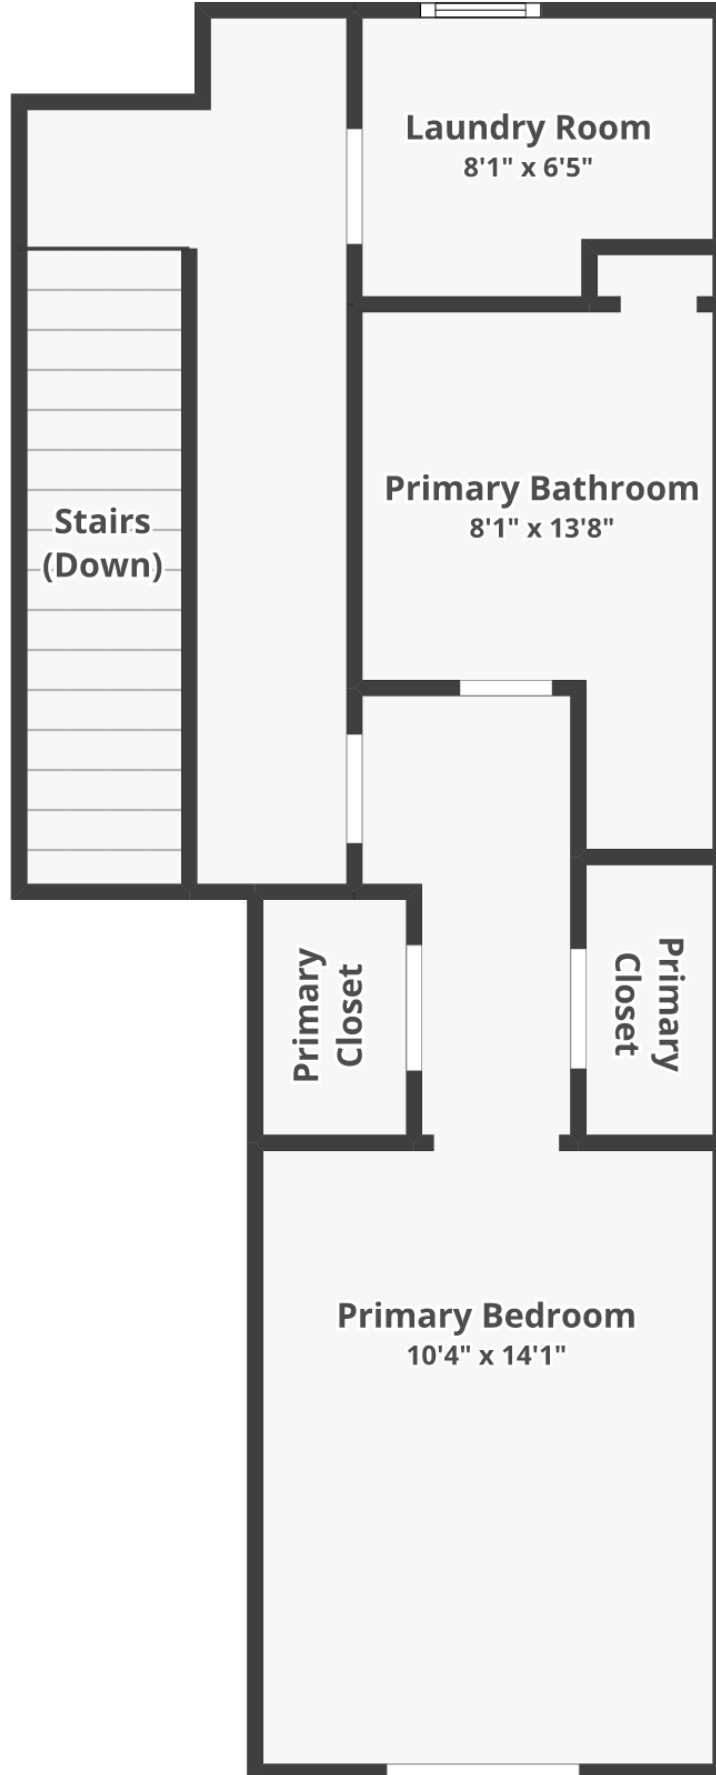 Laundry Room
8'1" x 6'5"
Primary Bathroom
8'1" x 13'8"
Stairs
(Down)
Primary
Closet
Primary
Closet
Primary Bedroom
10'4" x 14'1"